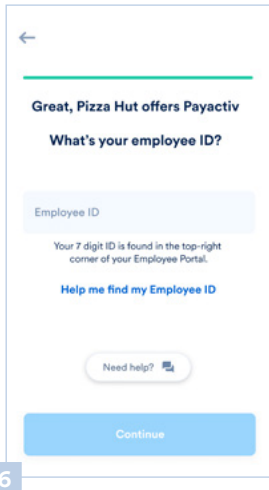 Great, Pizza Hut offers Payactiv
What's your employee ID?
Employee ID
Your 7 digit ID is found in the top-right
corner of your Employee Portal.
Help me find my Employee ID
Need help?
Continue
6